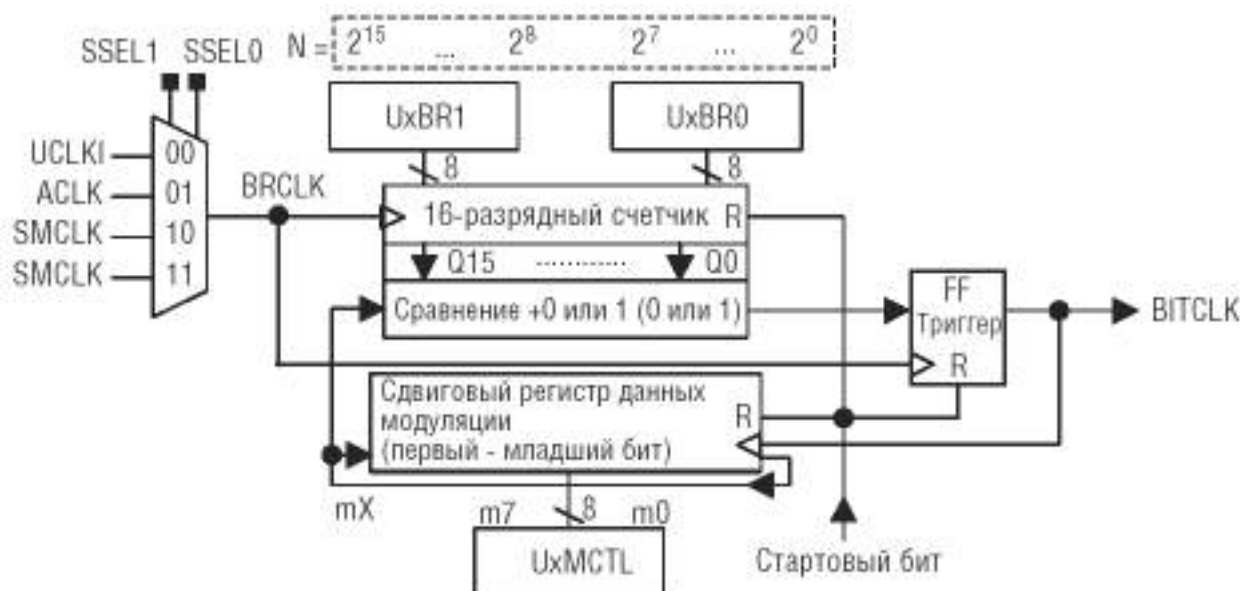 N = 2^15 ... 2^8 2^7 ... 2^0
SSEL1 SSEL0
UxBR1
UxBR0
8
8
UCLKI
00
ACLK
01
SMCLK
10
SMCLK
11
BRCLK
16-разрядный счетчик R
Q15 ............ Q0
Сравнение +0 или 1 (0 или 1)
FF
Триггер
R
BITCLK
Сдвиговый регистр данных
модуляции
(первый - младший бит)
R
mX
m7
8
m0
UxMCTL
Стартовый бит